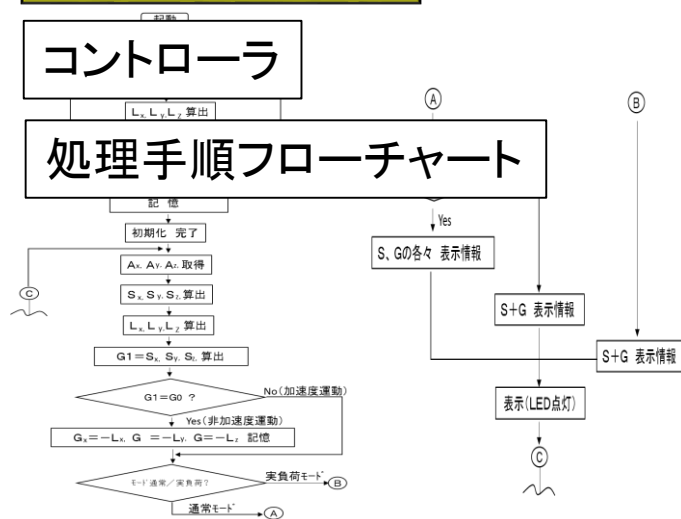 起動
コントローラ
Lx, Ly, Lz 算出
処理手順フローチャート
記 憶
初期化 完了
Ax, Ay, Az, 取得
Sx, Sy, Sz, 算出
Lx, Ly, Lz 算出
G1=Sx, Sy, Sz, 算出
G1=G0 ?
No(加速度運動)
Yes(非加速度運動)
Gx=-Lx, G =-Ly, G=-Lz 記憶
モード通常/実負荷?
実負荷モード
B
通常モード
A
C
A
Yes
S、Gの各々 表示情報
S+G 表示情報
表示(LED点灯)
C
B
S+G 表示情報